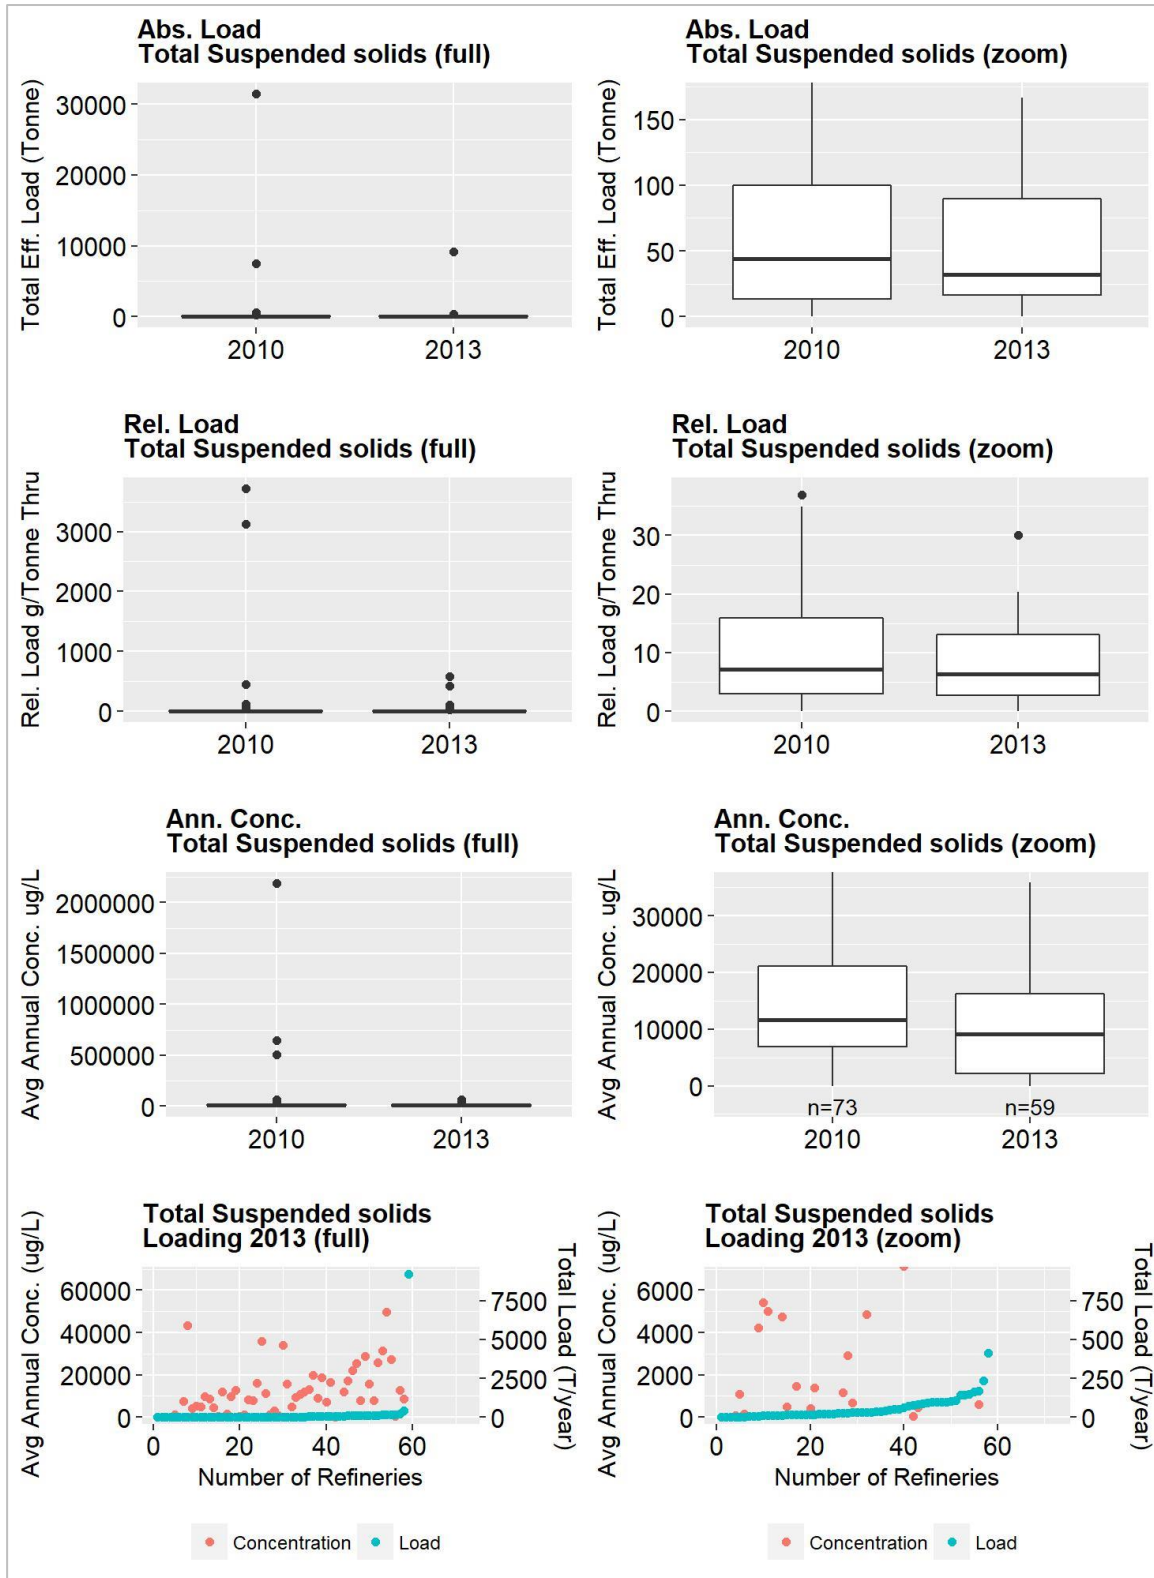 Abs. Load
Total Suspended solids (full)
Total Eff. Load (Tonne)
30000
20000
10000
0
2010
2013
Abs. Load
Total Suspended solids (zoom)
Total Eff. Load (Tonne)
150
100
50
0
2010
2013
Rel. Load
Total Suspended solids (full)
Rel. Load g/Tonne Thru
3000
2000
1000
0
2010
2013
Rel. Load
Total Suspended solids (zoom)
Rel. Load g/Tonne Thru
30
20
10
0
2010
2013
Ann. Conc.
Total Suspended solids (full)
Avg Annual Conc. ug/L
2000000
1500000
1000000
500000
0
2010
2013
Ann. Conc.
Total Suspended solids (zoom)
Avg Annual Conc. ug/L
30000
20000
10000
0
n=73
n=59
2010
2013
Total Suspended solids
Loading 2013 (full)
Avg Annual Conc. (ug/L)
60000
40000
20000
0
7500
5000
2500
0
Total Load (T/year)
0
20
40
60
Number of Refineries
Concentration
Load
Total Suspended solids
Loading 2013 (zoom)
Avg Annual Conc. (ug/L)
6000
4000
2000
0
750
500
250
0
Total Load (T/year)
0
20
40
60
Number of Refineries
Concentration
Load